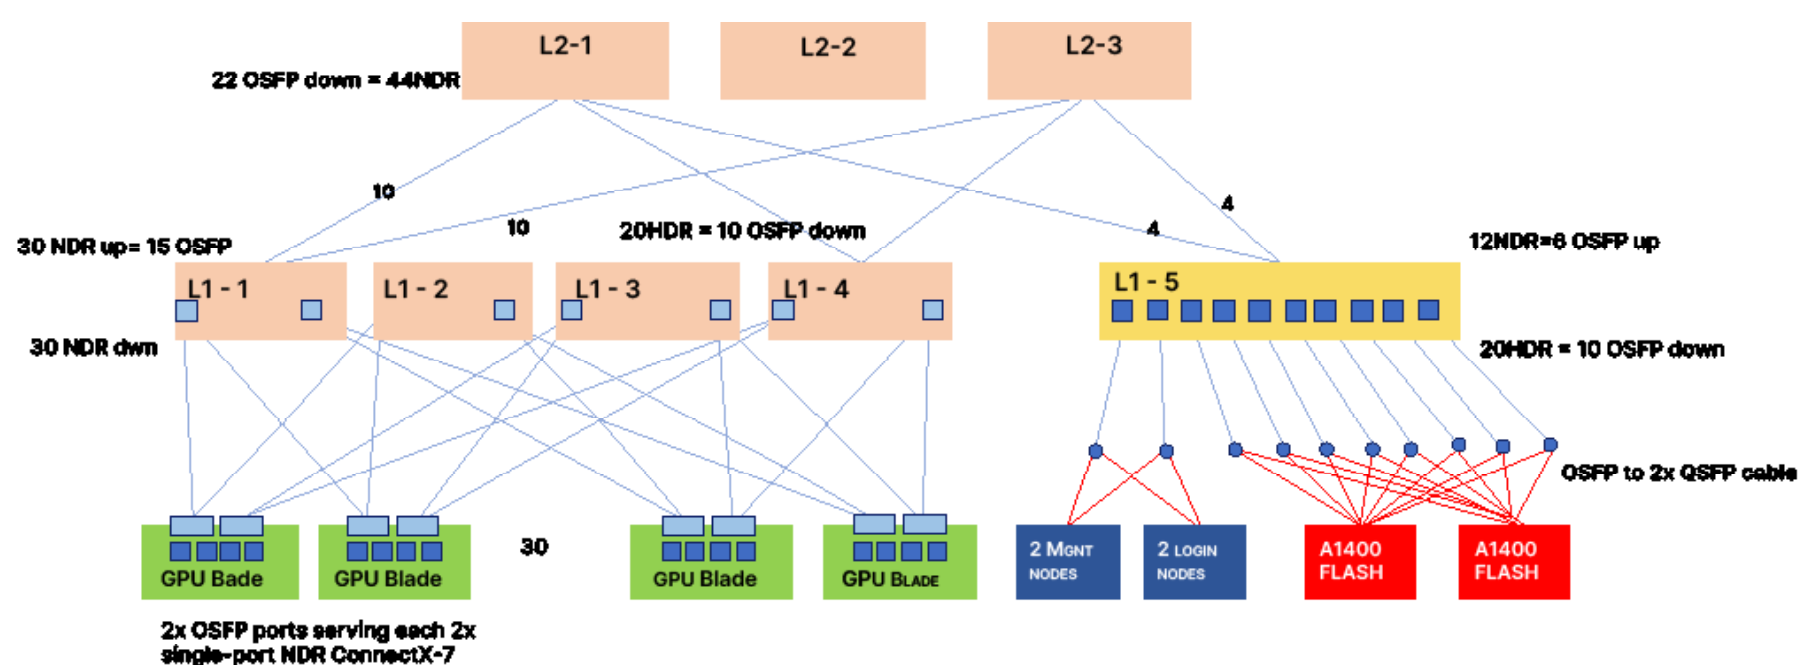 L2-1
L2-2
L2-3
22 OSFP down = 44NDR
10
4
10
20HDR = 10 OSFP down
4
30 NDR up= 15 OSFP
12NDR=6 OSFP up
L1 - 1
L1 - 2
L1 - 3
L1 - 4
L1 - 5
30 NDR dwn
20HDR = 10 OSFP down
OSFP to 2x QSFP cable
30
GPU Bade
GPU Blade
GPU Blade
GPU BLADE
2 MGNT
NODES
2 LOGIN
NODES
A1400
FLASH
A1400
FLASH
2x OSFP ports serving each 2x
single-port NDR ConnectX-7